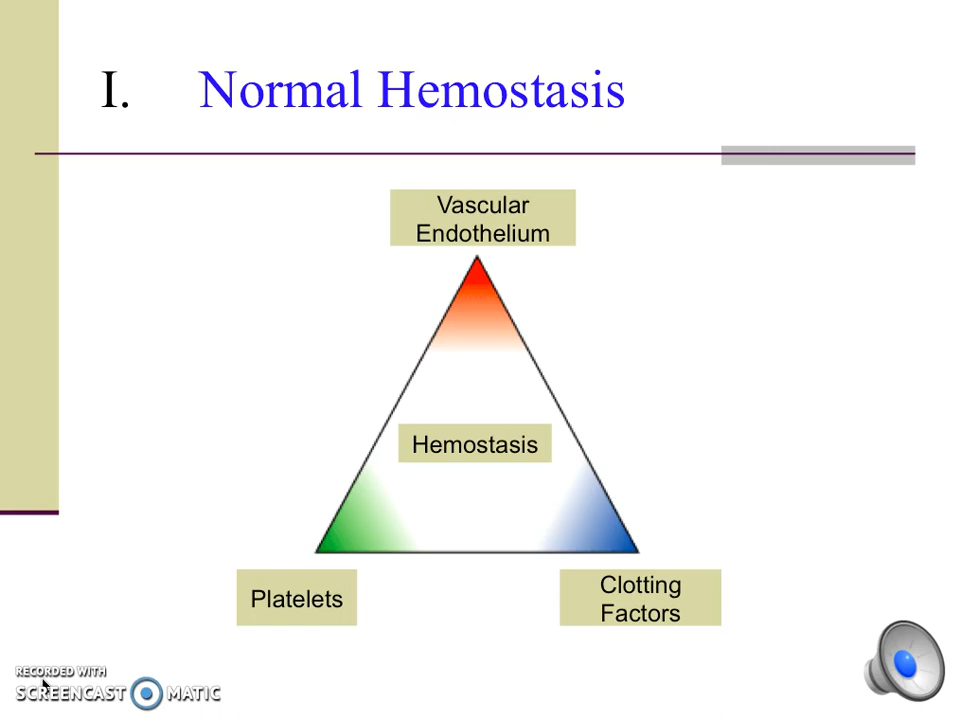 I. Normal Hemostasis
Vascular
Endothelium
Hemostasis
Platelets
Clotting
Factors
RECORDED WITH
SCREENCAST MATIC